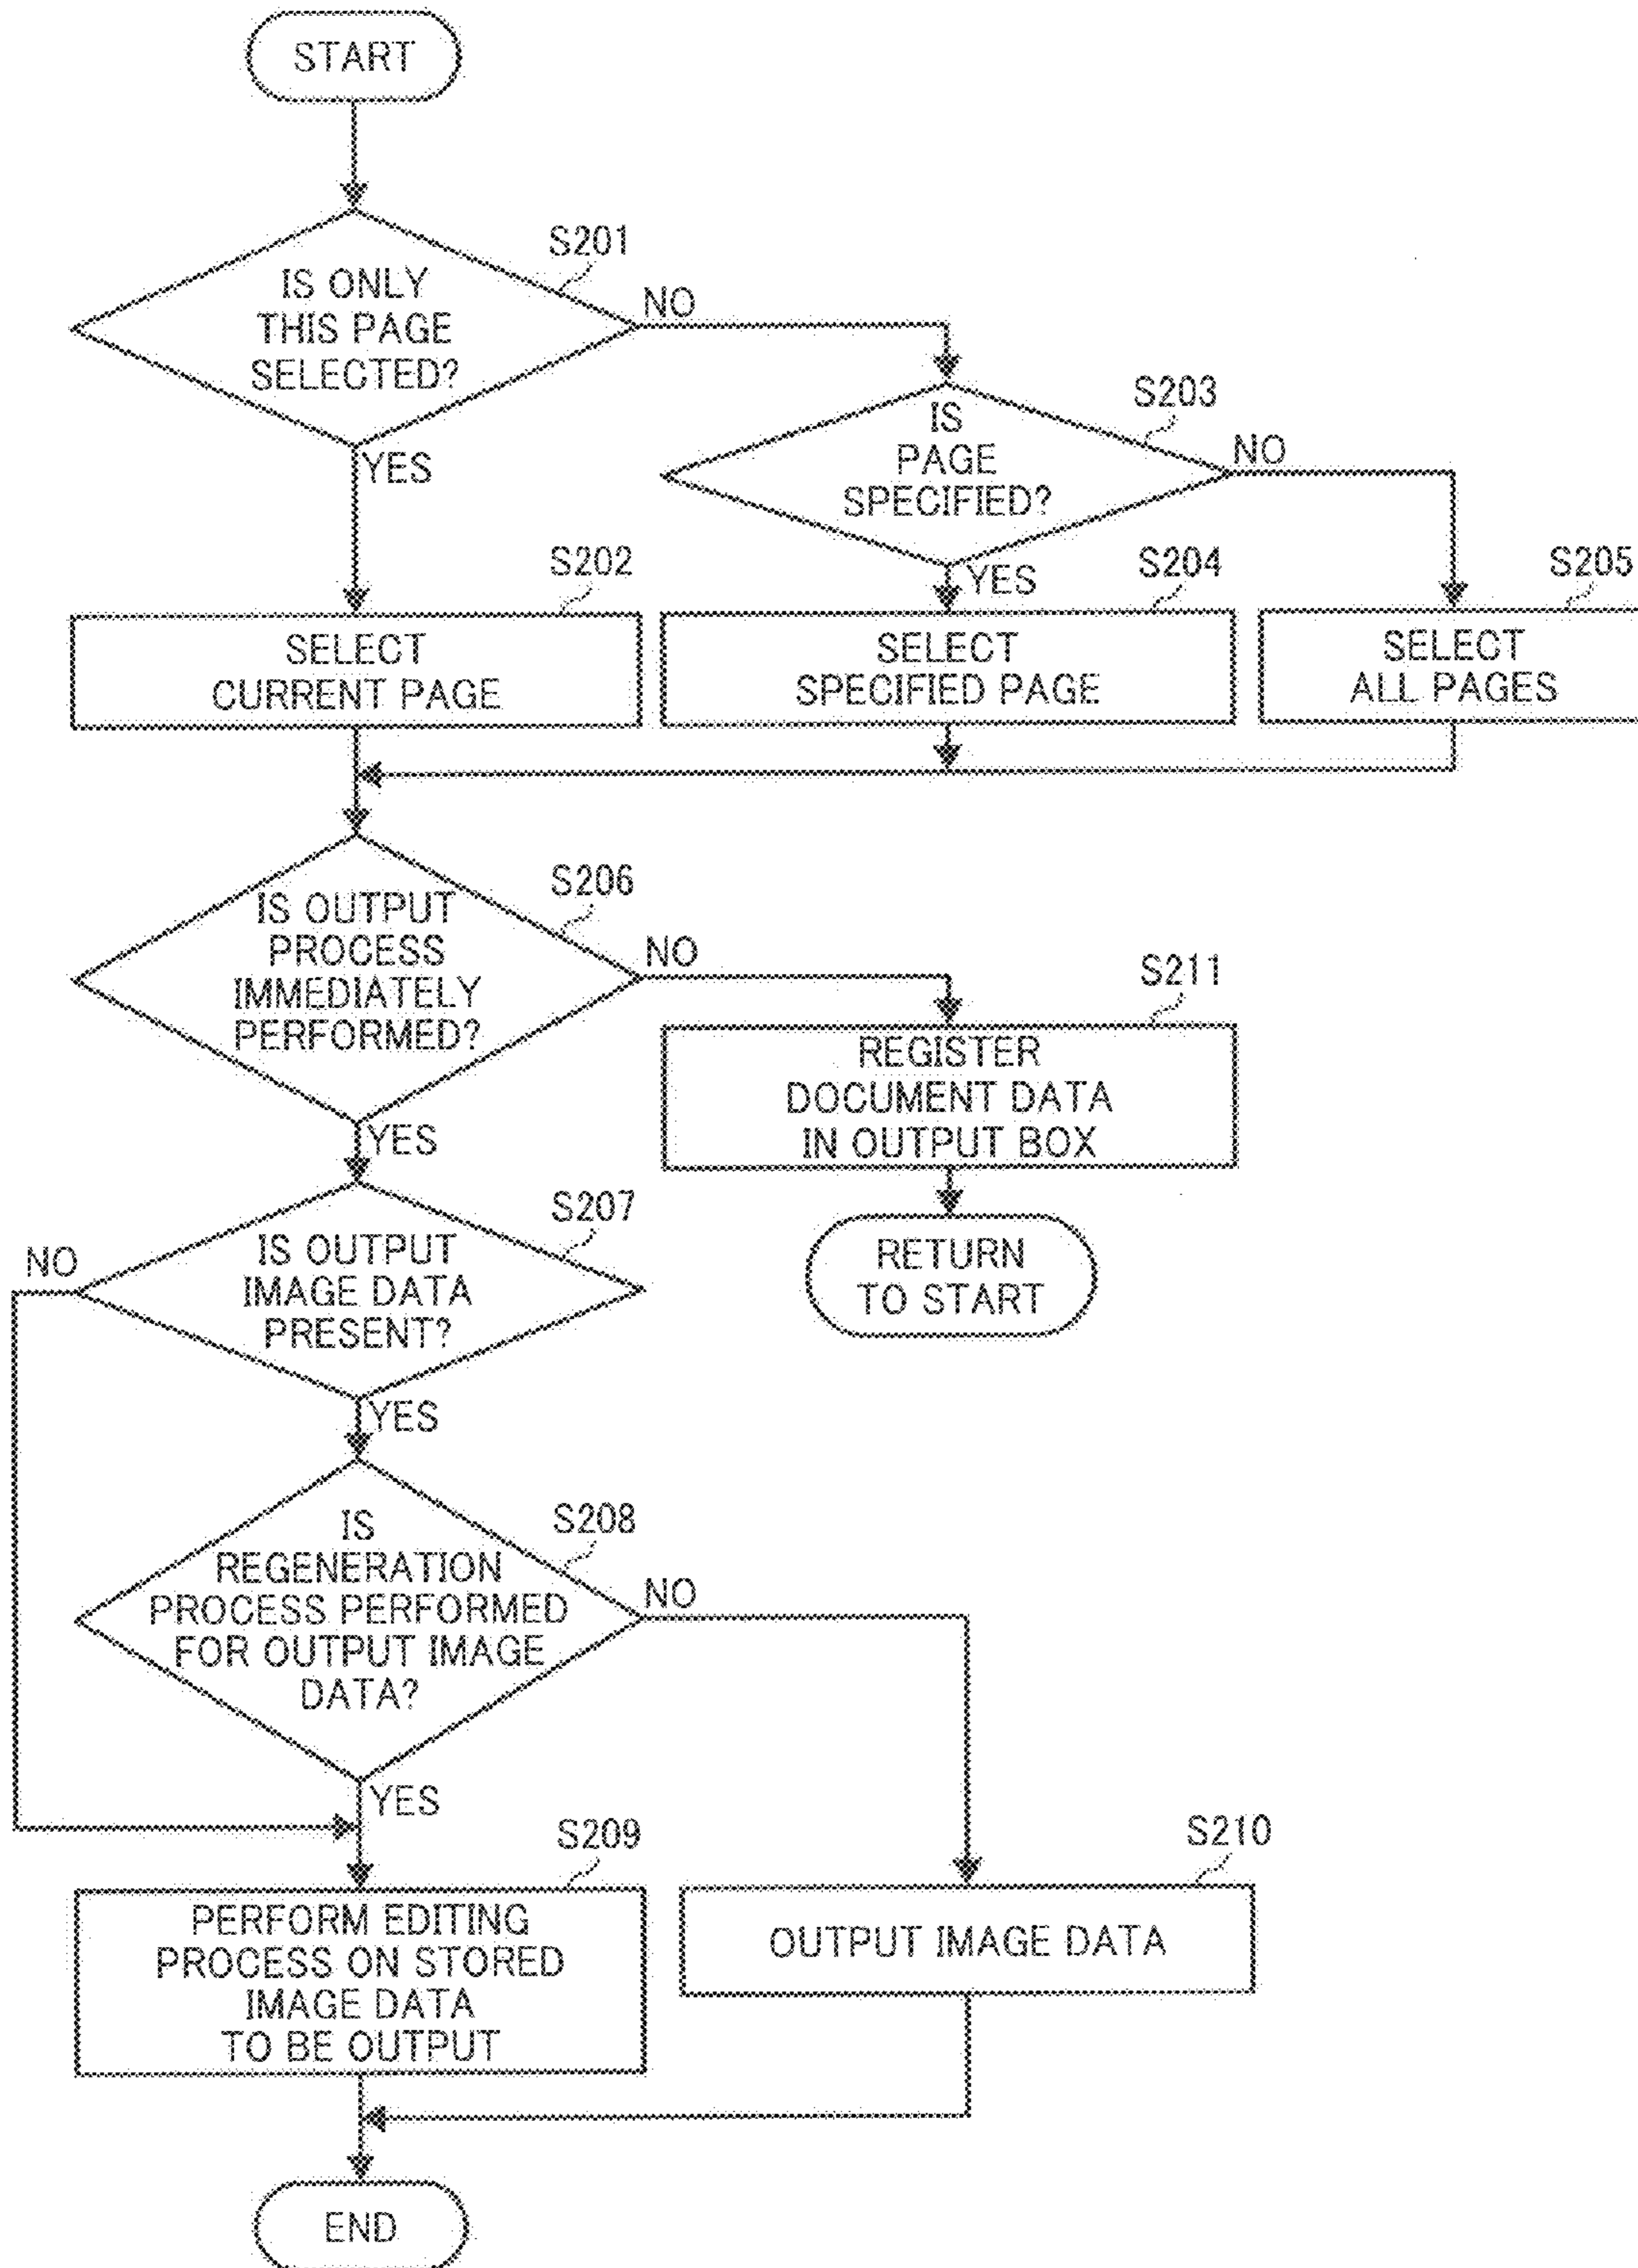 START
S201
IS ONLY
THIS PAGE
SELECTED?
NO
YES
S203
IS
PAGE
SPECIFIED?
NO
YES
S202
SELECT
CURRENT PAGE
S204
SELECT
SPECIFIED PAGE
S205
SELECT
ALL PAGES
S206
IS OUTPUT
PROCESS
IMMEDIATELY
PERFORMED?
NO
YES
S211
REGISTER
DOCUMENT DATA
IN OUTPUT BOX
RETURN
TO START
S207
IS OUTPUT
IMAGE DATA
PRESENT?
NO
YES
S208
IS
REGENERATION
PROCESS PERFORMED
FOR OUTPUT IMAGE
DATA?
NO
YES
S209
PERFORM EDITING
PROCESS ON STORED
IMAGE DATA
TO BE OUTPUT
S210
OUTPUT IMAGE DATA
END